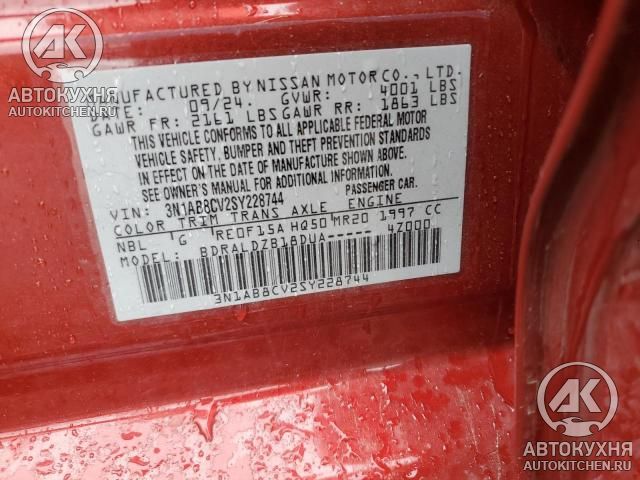 MANUFACTURED BY NISSAN MOTOR CO., LTD.
DATE: 09/24. GVWR: 4001 LBS
GAWR FR: 2161 LBS GAWR RR: 1863 LBS
THIS VEHICLE CONFORMS TO ALL APPLICABLE FEDERAL MOTOR
VEHICLE SAFETY, BUMPER AND THEFT PREVENTION STANDARDS
IN EFFECT ON THE DATE OF MANUFACTURE SHOWN ABOVE.
SEE OWNER'S MANUAL FOR ADDITIONAL INFORMATION.
VIN: 3N1AB8CV2SY228744 PASSENGER CAR.
COLOR TRIM TRANS AXLE ENGINE
NBL G RE0F15A HQ50 MR20 1997 CC
MODEL: BDRALDZB18DUA 4Z000
3N1AB8CV2SY228744
АК
АВТОКУХНЯ
AUTOKITCHEN.RU
АК
АВТОКУХНЯ
AUTOKITCHEN.RU